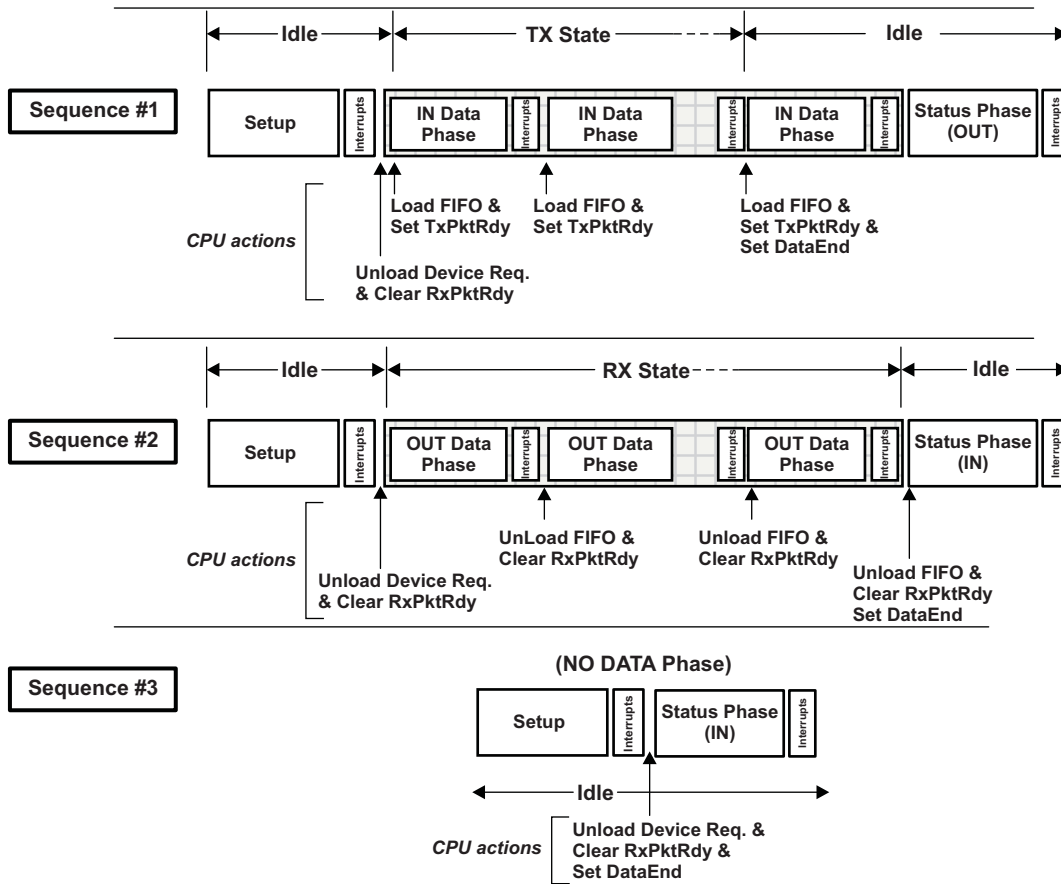 Idle
TX State
Idle
Sequence #1
Setup
Interrupts
IN Data
Phase
Interrupts
IN Data
Phase
Interrupts
IN Data
Phase
Interrupts
Status Phase
(OUT)
Interrupts
CPU actions
Load FIFO &
Set TxPktRdy
Load FIFO &
Set TxPktRdy
Load FIFO &
Set TxPktRdy &
Set DataEnd
Unload Device Req.
& Clear RxPktRdy
Idle
RX State
Idle
Sequence #2
Setup
Interrupts
OUT Data
Phase
Interrupts
OUT Data
Phase
Interrupts
OUT Data
Phase
Interrupts
Status Phase
(IN)
Interrupts
CPU actions
Unload Device Req.
& Clear RxPktRdy
UnLoad FIFO &
Clear RxPktRdy
Unload FIFO &
Clear RxPktRdy
Unload FIFO &
Clear RxPktRdy
Set DataEnd
Sequence #3
(NO DATA Phase)
Setup
Interrupts
Status Phase
(IN)
Interrupts
Idle
CPU actions
Unload Device Req. &
Clear RxPktRdy &
Set DataEnd